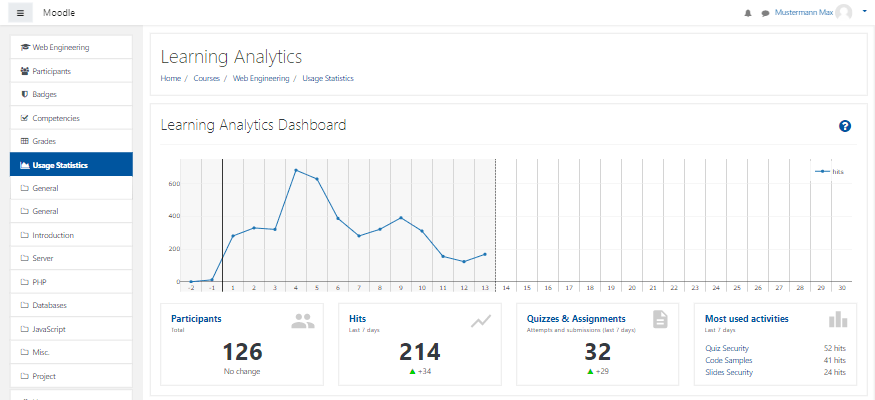 Moodle
Mustermann Max
Web Engineering
Participants
Badges
Competencies
Grades
Usage Statistics
General
General
Introduction
Server
PHP
Databases
JavaScript
Misc.
Project
Learning Analytics
Home / Courses / Web Engineering / Usage Statistics
Learning Analytics Dashboard
?
hits
600
400
200
0
-2 -1 1 2 3 4 5 6 7 8 9 10 11 12 13 14 15 16 17 18 19 20 21 22 23 24 25 26 27 28 29 30
Participants
Total
126
No change
Hits
Last 7 days
214
+34
Quizzes & Assignments
Attempts and submissions (last 7 days)
32
+29
Most used activities
Last 7 days
Quiz Security 52 hits
Code Samples 41 hits
Slides Security 24 hits